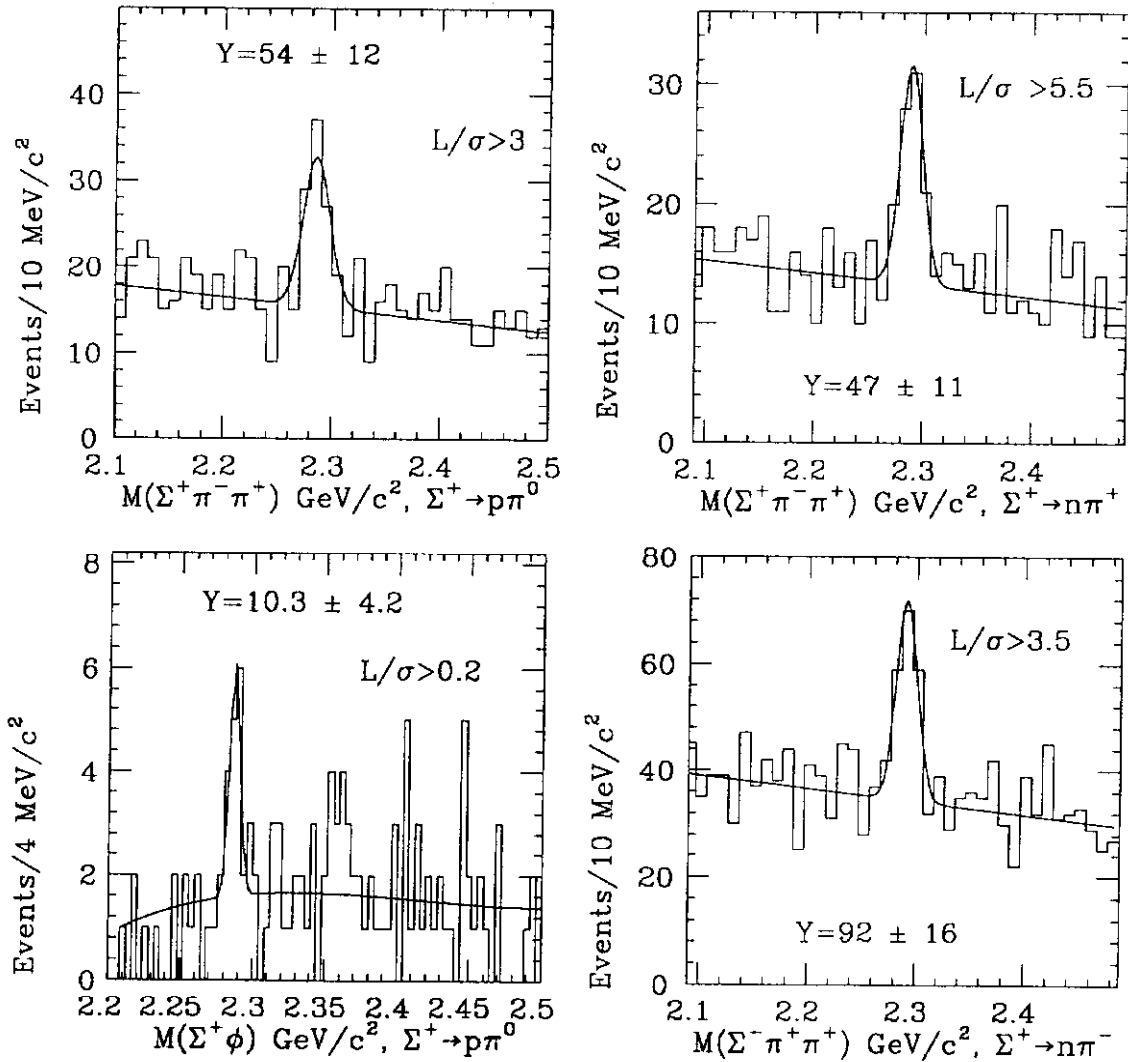 Y=54 ± 12
L/σ>3
Events/10 MeV/c²
40
30
20
10
0
2.1 2.2 2.3 2.4 2.5
M(Σ⁺π⁻π⁺) GeV/c², Σ⁺→pπ⁰
L/σ >5.5
Y=47 ± 11
Events/10 MeV/c²
30
20
10
0
2.1 2.2 2.3 2.4
M(Σ⁺π⁻π⁺) GeV/c², Σ⁺→nπ⁺
Y=10.3 ± 4.2
L/σ>0.2
Events/4 MeV/c²
8
6
4
2
0
2.2 2.25 2.3 2.35 2.4 2.45 2.5
M(Σ⁺ϕ) GeV/c², Σ⁺→pπ⁰
L/σ>3.5
Y=92 ± 16
Events/10 MeV/c²
80
60
40
20
0
2.1 2.2 2.3 2.4
M(Σ⁻π⁺π⁺) GeV/c², Σ⁺→nπ⁻